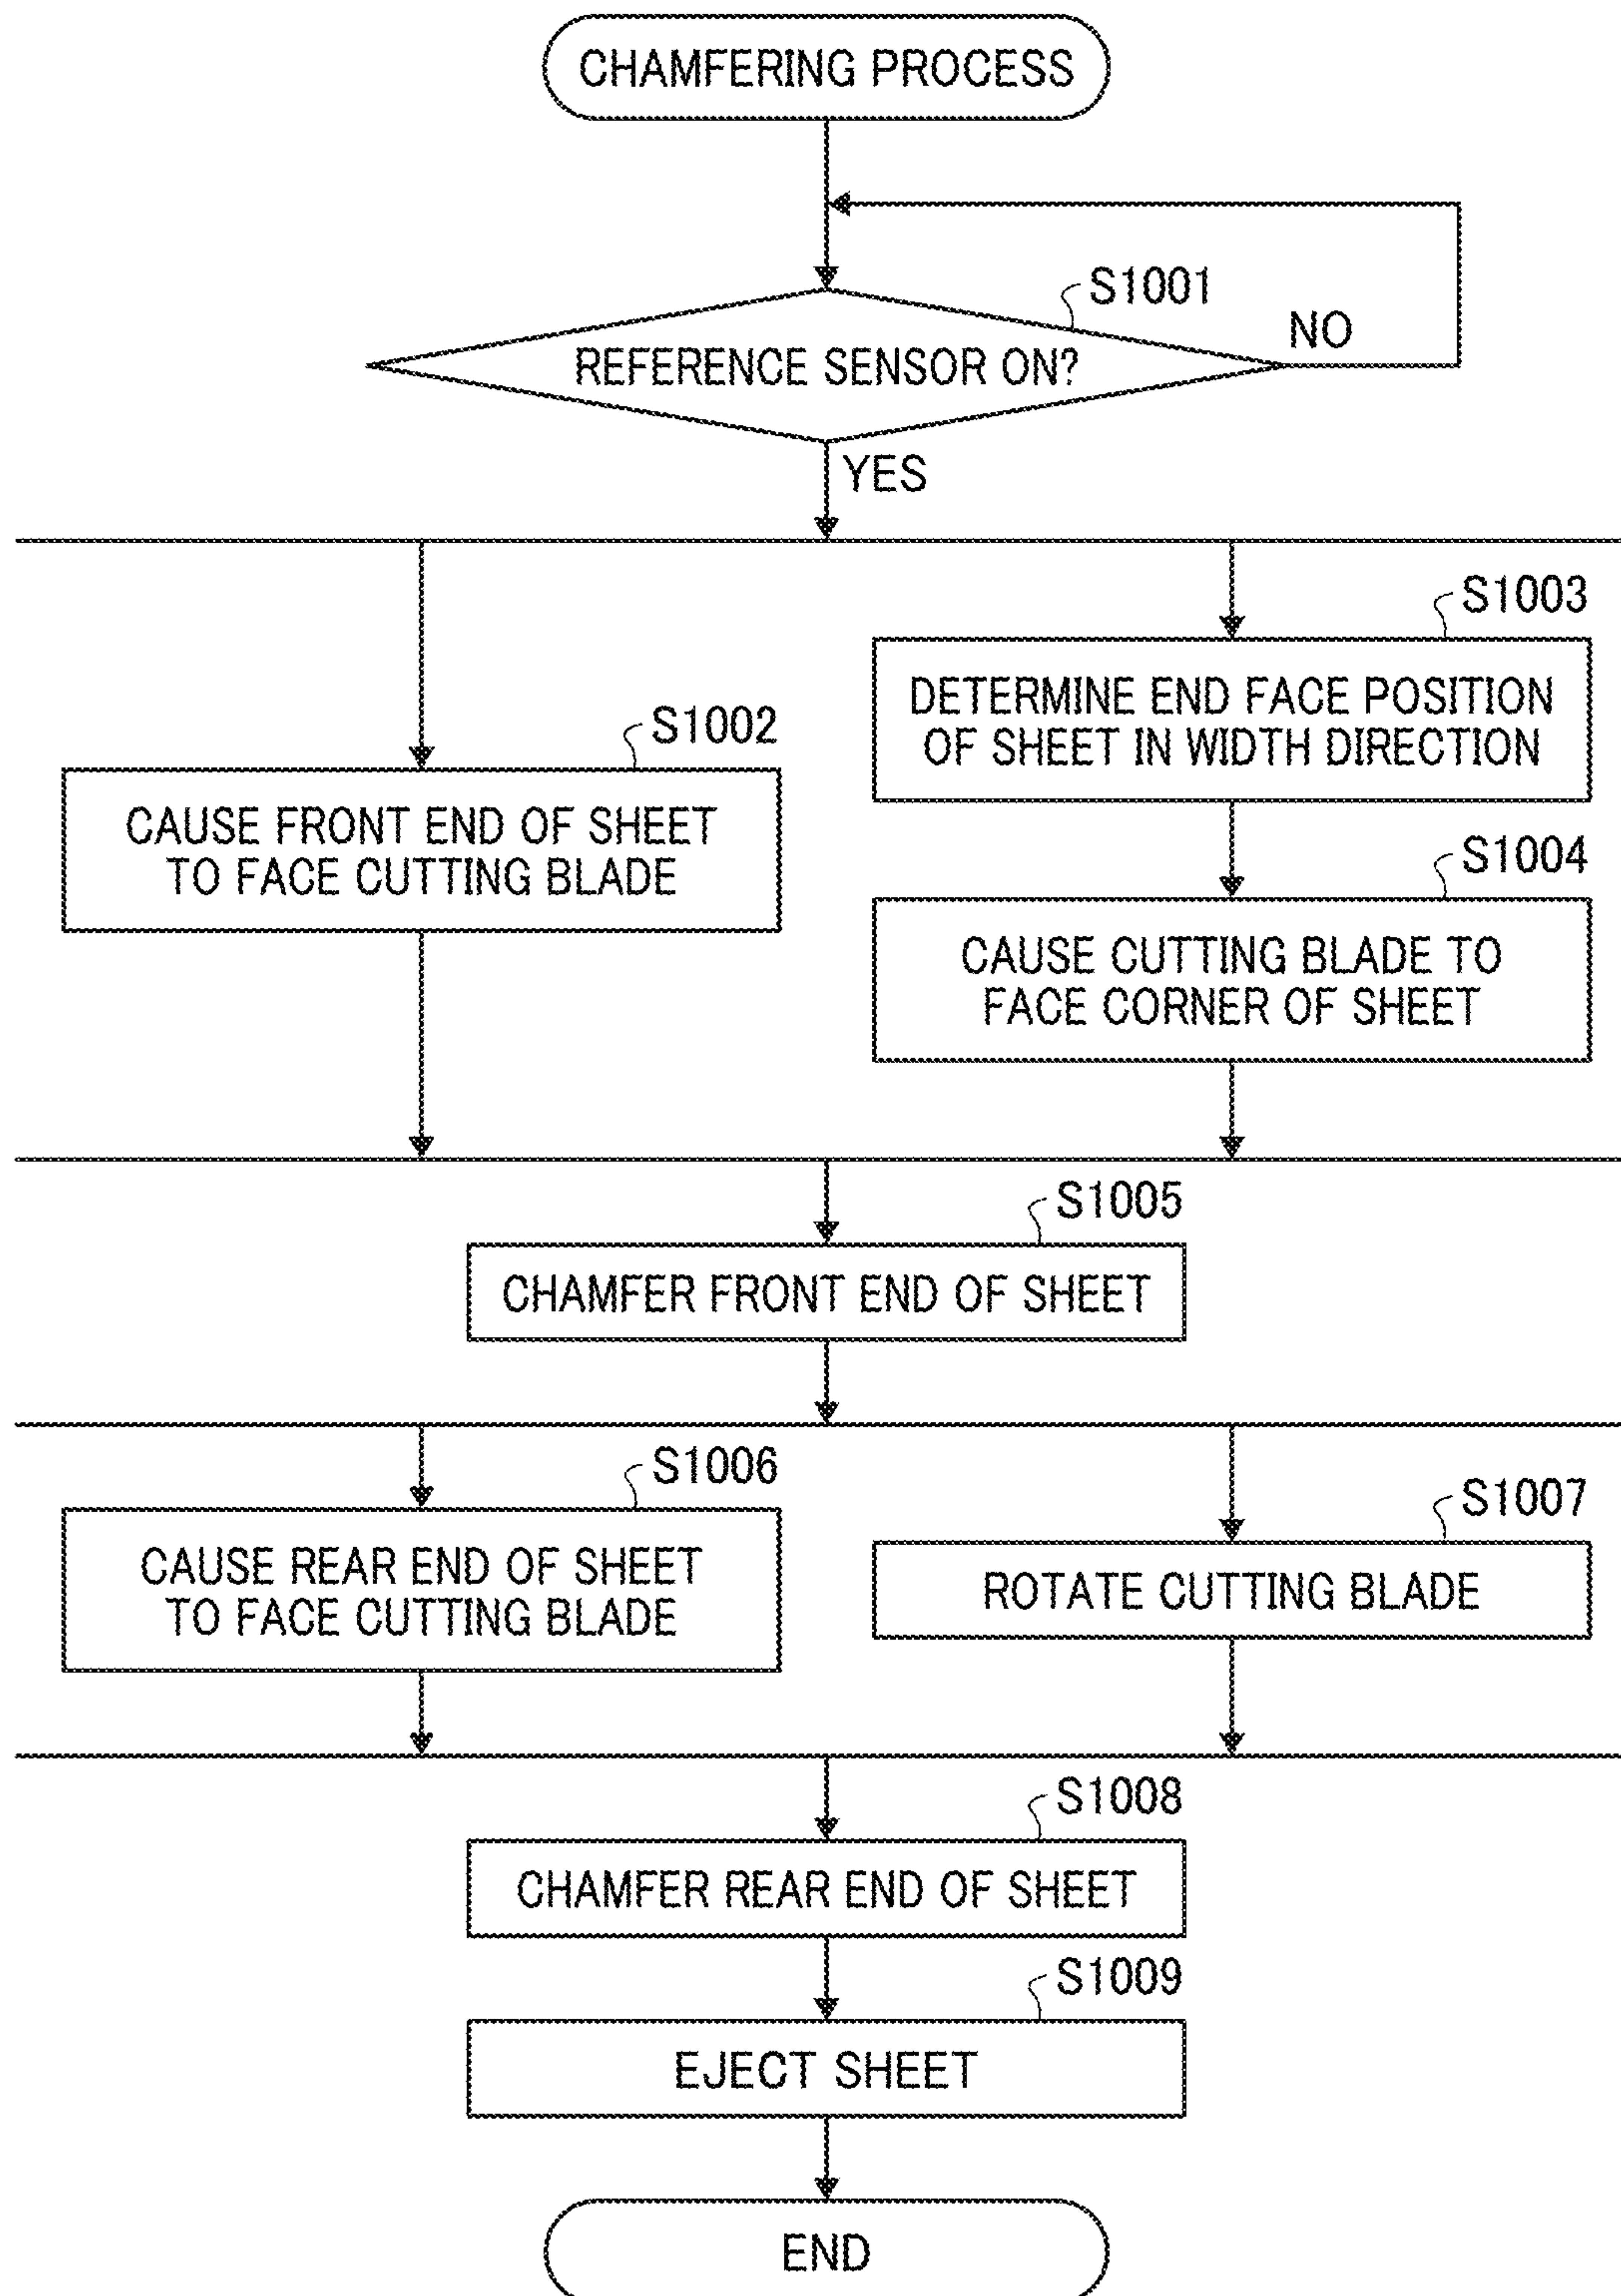 CHAMFERING PROCESS
S1001
REFERENCE SENSOR ON?
NO
YES
S1002
CAUSE FRONT END OF SHEET
TO FACE CUTTING BLADE
S1003
DETERMINE END FACE POSITION
OF SHEET IN WIDTH DIRECTION
S1004
CAUSE CUTTING BLADE TO
FACE CORNER OF SHEET
S1005
CHAMFER FRONT END OF SHEET
S1006
CAUSE REAR END OF SHEET
TO FACE CUTTING BLADE
S1007
ROTATE CUTTING BLADE
S1008
CHAMFER REAR END OF SHEET
S1009
EJECT SHEET
END